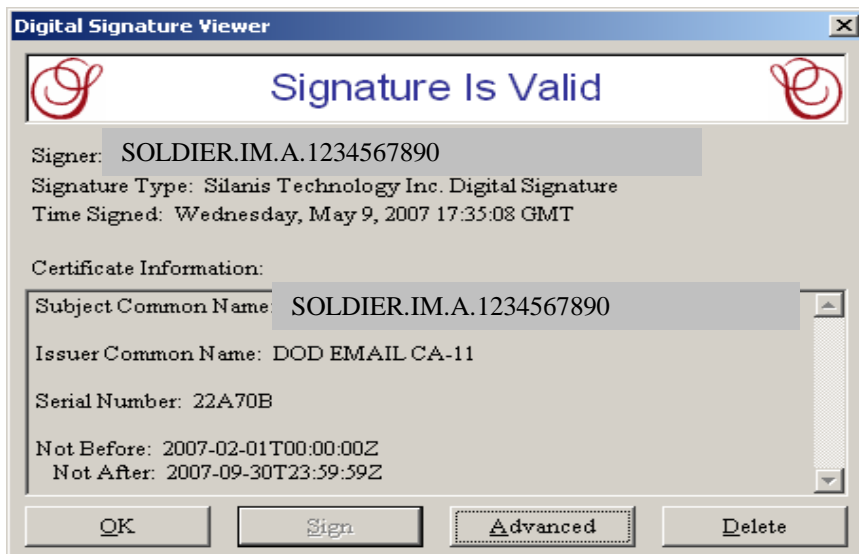 Digital Signature Viewer
Signature Is Valid
Signer: SOLDIER.IM.A.1234567890
Signature Type: Silanis Technology Inc. Digital Signature
Time Signed: Wednesday, May 9, 2007 17:35:08 GMT
Certificate Information:
Subject Common Name: SOLDIER.IM.A.1234567890
Issuer Common Name: DOD EMAIL CA-11
Serial Number: 22A70B
Not Before: 2007-02-01T00:00:00Z
Not After: 2007-09-30T23:59:59Z
OK Sign Advanced Delete